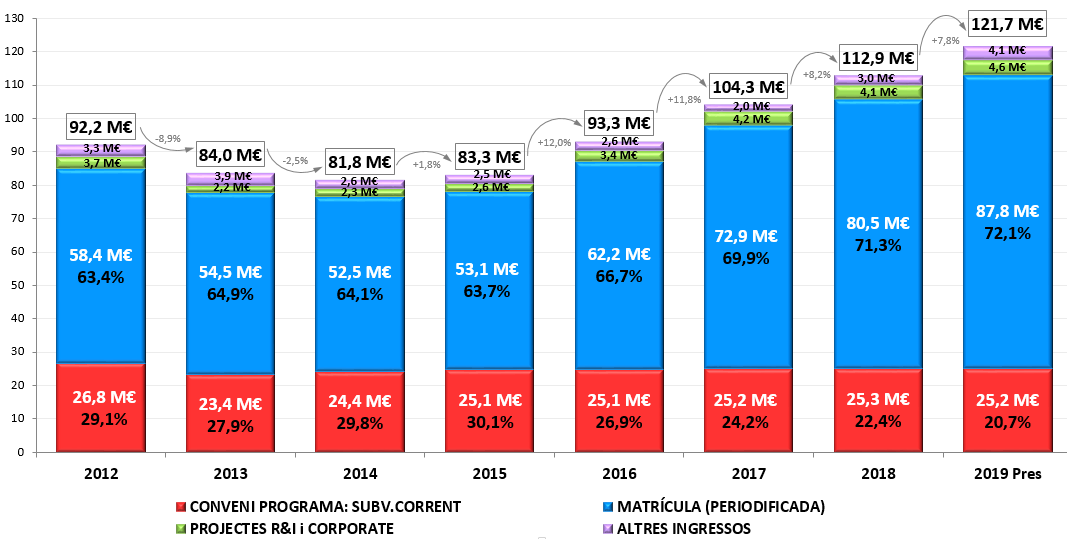 130
120
110
100
90
80
70
60
50
40
30
20
10
0
92,2 M€
-8,9%
84,0 M€
-2,5%
81,8 M€
+1,8%
83,3 M€
+12,0%
93,3 M€
+11,8%
104,3 M€
+8,2%
112,9 M€
+7,8%
121,7 M€
3,3 M€
3,7 M€
58,4 M€
63,4%
26,8 M€
29,1%
3,9 M€
2,2 M€
54,5 M€
64,9%
23,4 M€
27,9%
2,6 M€
2,3 M€
52,5 M€
64,1%
24,4 M€
29,8%
2,5 M€
2,6 M€
53,1 M€
63,7%
25,1 M€
30,1%
2,6 M€
3,4 M€
62,2 M€
66,7%
25,1 M€
26,9%
2,0 M€
4,2 M€
72,9 M€
69,9%
25,2 M€
24,2%
3,0 M€
4,1 M€
80,5 M€
71,3%
25,3 M€
22,4%
4,1 M€
4,6 M€
87,8 M€
72,1%
25,2 M€
20,7%
2012
2013
2014
2015
2016
2017
2018
2019 Pres
CONVENI PROGRAMA: SUBV.CORRENT
MATRÍCULA (PERIODIFICADA)
PROJECTES R&I i CORPORATE
ALTRES INGRESSOS